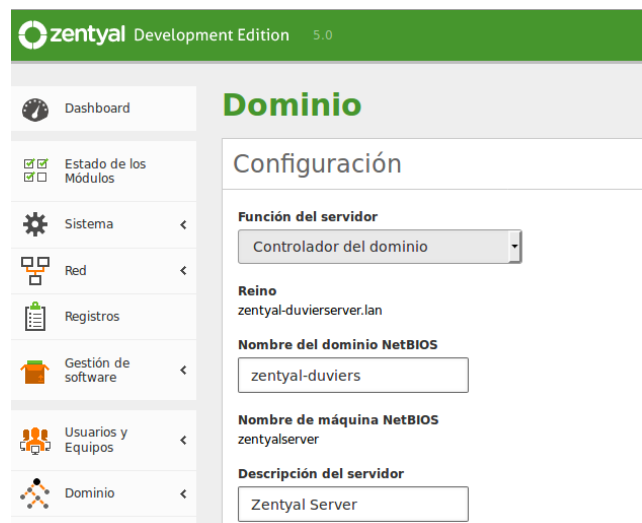 zentyal Development Edition 5.0
Dashboard
Estado de los
Módulos
Sistema
Red
Registros
Gestión de
software
Usuarios y
Equipos
Dominio
Dominio
Configuración
Función del servidor
Controlador del dominio
Reino
zentyal-duvierserver.lan
Nombre del dominio NetBIOS
zentyal-duviers
Nombre de máquina NetBIOS
zentyalserver
Descripción del servidor
Zentyal Server